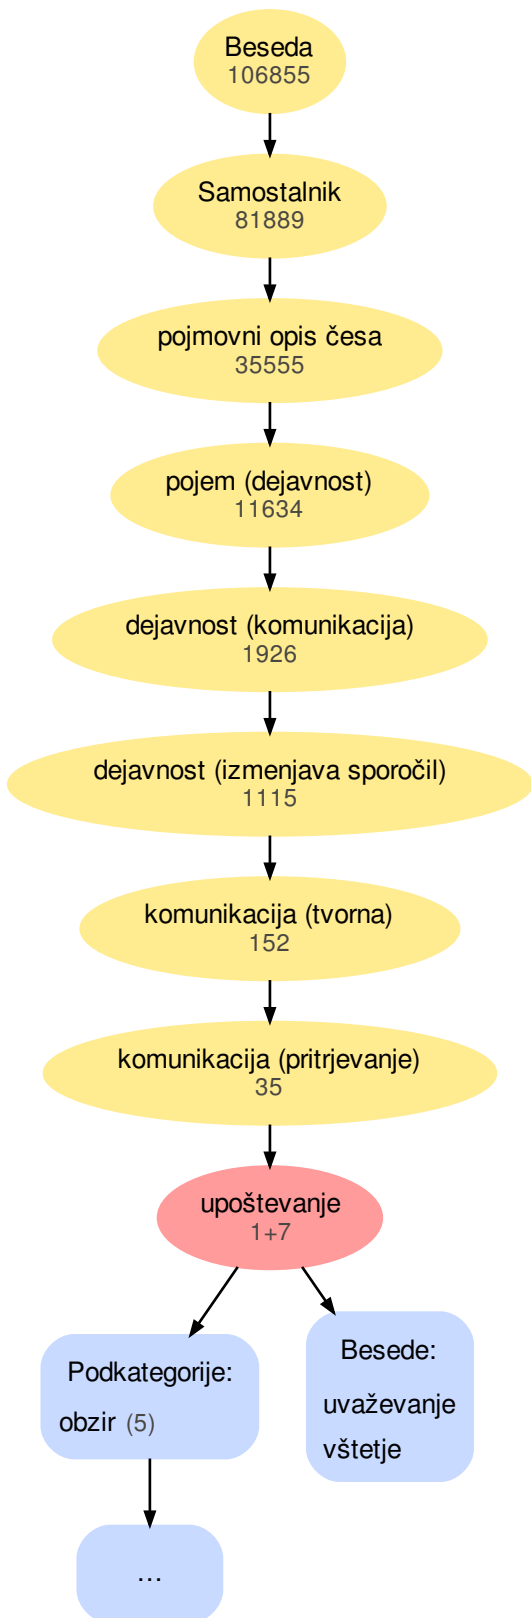 Beseda
106855
Samostalnik
81889
pojmovni opis česa
35555
pojem (dejavnost)
11634
dejavnost (komunikacija)
1926
dejavnost (izmenjava sporočil)
1115
komunikacija (tvorna)
152
komunikacija (pritrjevanje)
35
upoštevanje
1+7
Podkategorije:
obzir (5)
Besede:
uvaževanje
vštetje
...